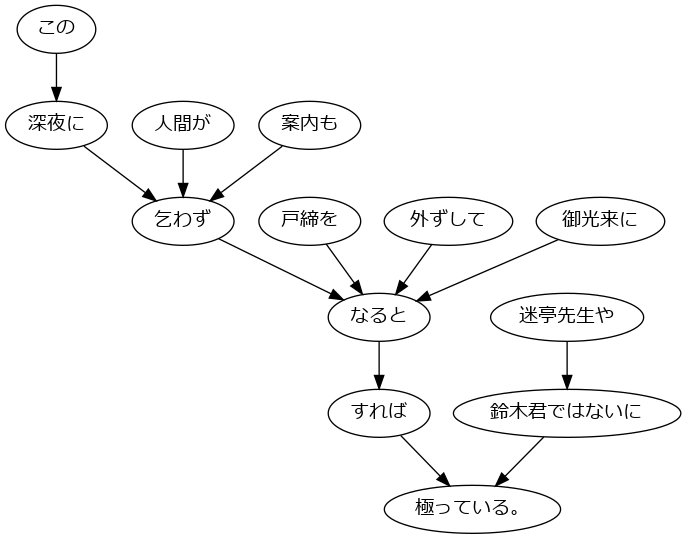 この
深夜に
人間が
案内も
乞わず
戸締を
外ずして
御光来に
なると
迷亭先生や
すれば
鈴木君ではないに
極っている。